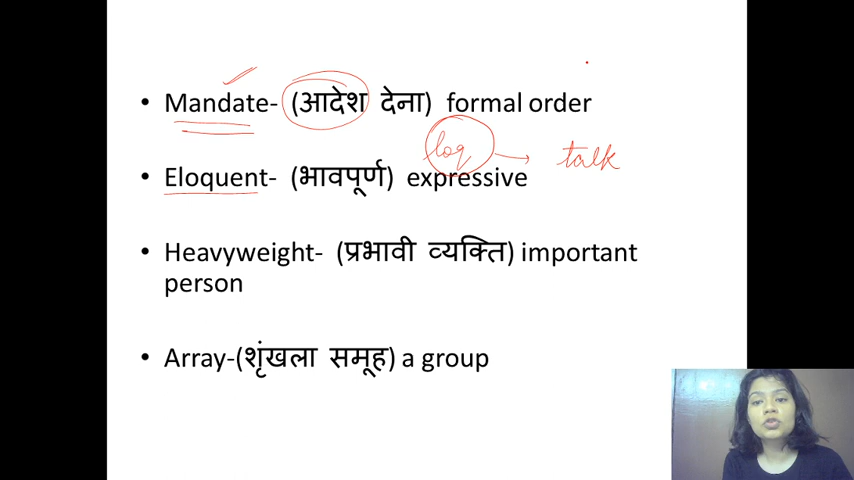 • Mandate- (आदेश देना) formal order
loq → talk
• Eloquent- (भावपूर्ण) expressive
• Heavyweight- (प्रभावी व्यक्ति) important
person
• Array-(शृंखला समूह) a group